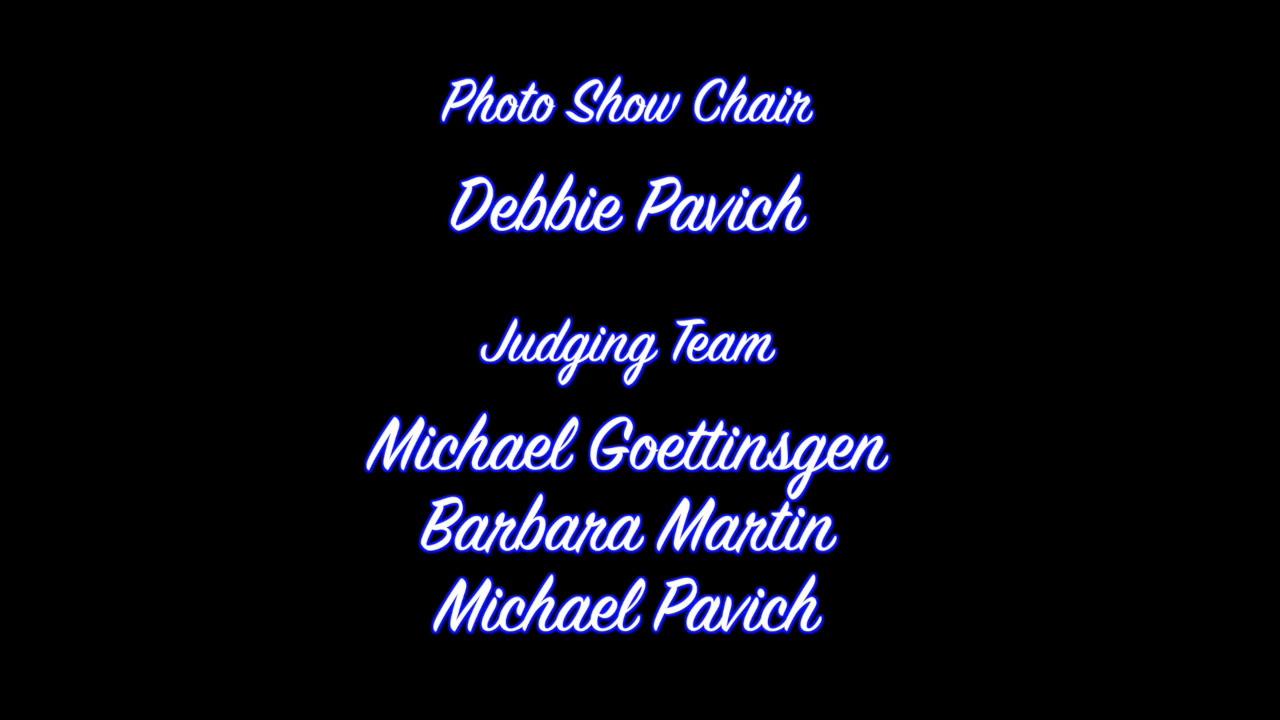 Photo Show Chair
Debbie Pavich
Judging Team
Michael Goettinsgen
Barbara Martin
Michael Pavich